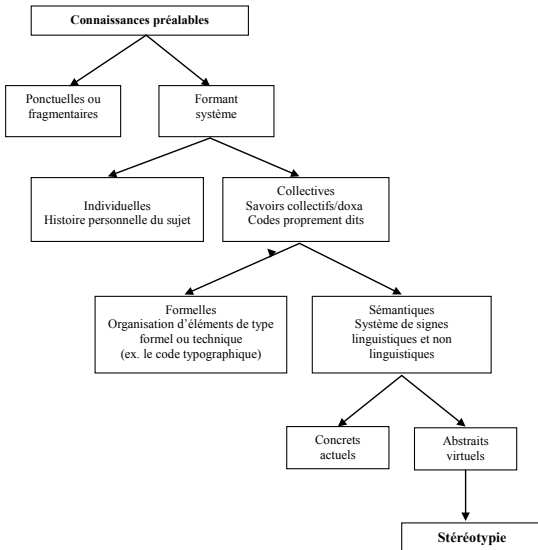 Connaissances préalables
Ponctuelles ou
fragmentaires
Formant
système
Individuelles
Histoire personnelle du sujet
Collectives
Savoirs collectifs/doxa
Codes proprement dits
Formelles
Organisation d'éléments de type
formel ou technique
(ex. le code typographique)
Sémantiques
Système de signes
linguistiques et non
linguistiques
Concrets
actuels
Abstraits
virtuels
Stéréotypie